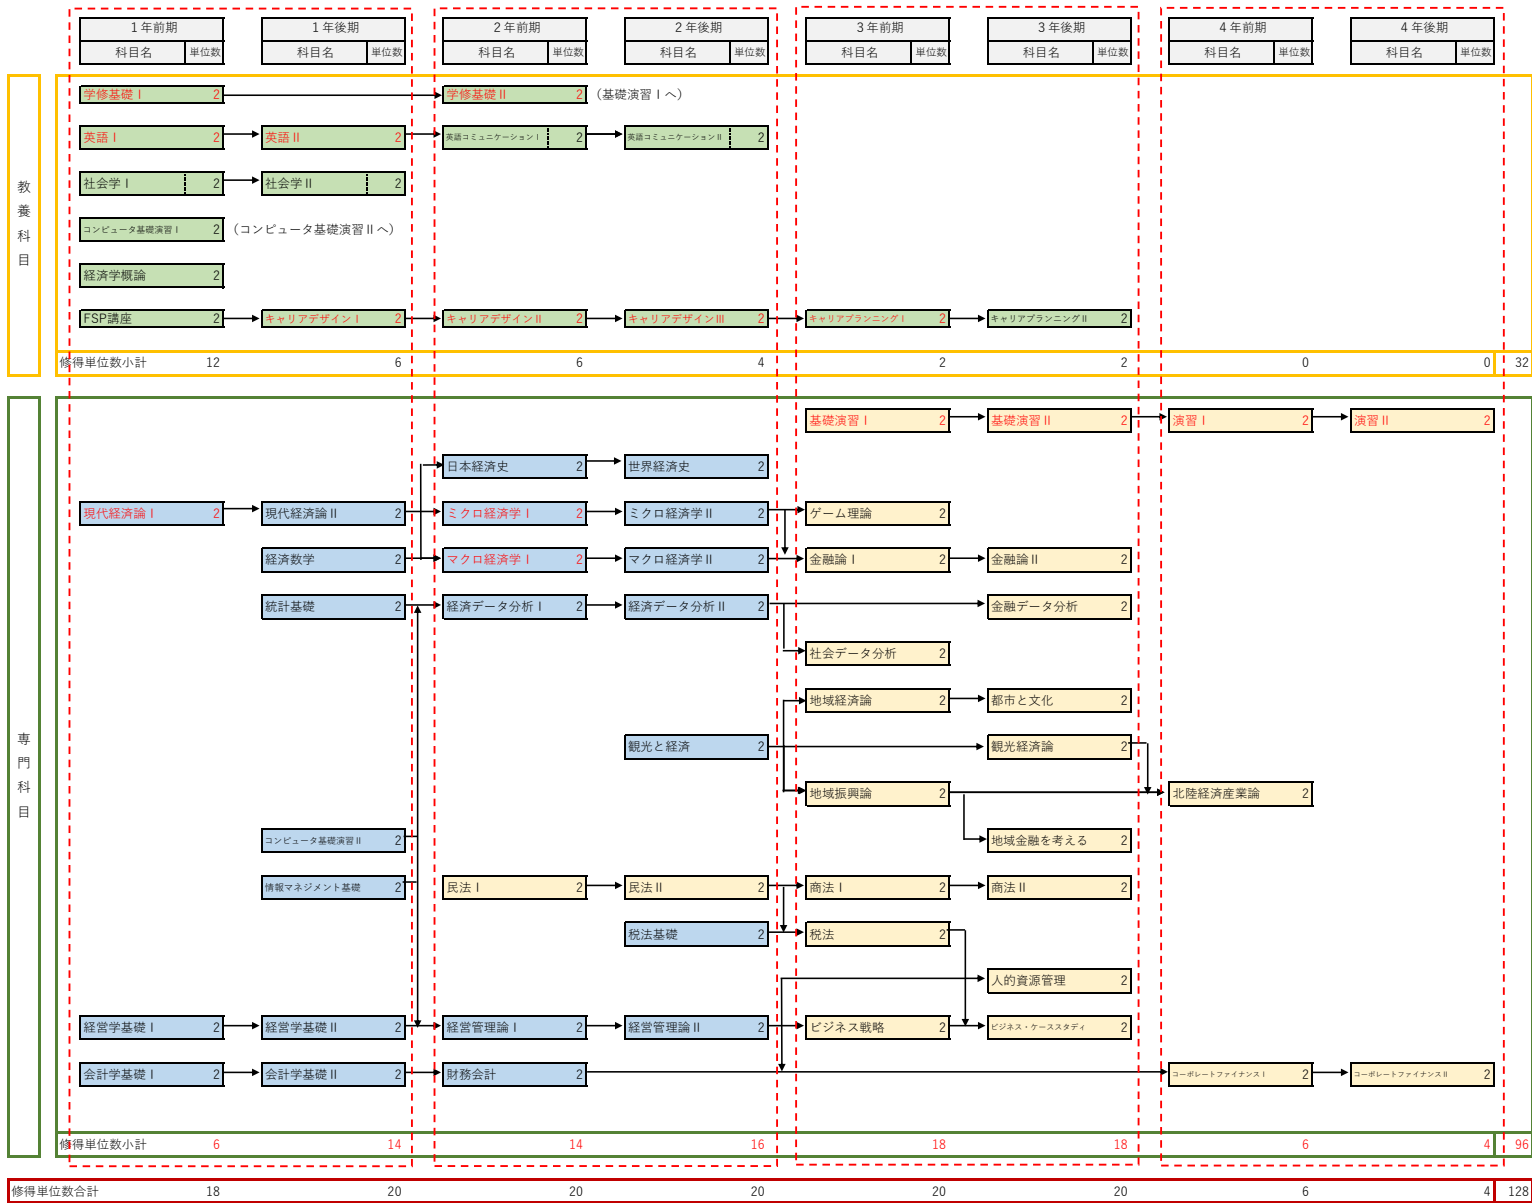 1年前期 1年後期 2年前期 2年後期 3年前期 3年後期 4年前期 4年後期
科目名 単位数 科目名 単位数 科目名 単位数 科目名 単位数 科目名 単位数 科目名 単位数 科目名 単位数 科目名 単位数
教養科目
学修基礎Ⅰ 2 学修基礎Ⅱ 2 (基礎演習Ⅰへ)
英語Ⅰ 2 英語Ⅱ 2 英語コミュニケーションⅠ 2 英語コミュニケーションⅡ 2
社会学Ⅰ 2 社会学Ⅱ 2
コンピュータ基礎演習Ⅰ 2 (コンピュータ基礎演習Ⅱへ)
経済学概論 2
FSP講座 2 キャリアデザインⅠ 2 キャリアデザインⅡ 2 キャリアデザインⅢ 2 キャリアプランニングⅠ 2 キャリアプランニングⅡ 2
修得単位数小計 12 6 6 4 2 2 0 0 32
専門科目
基礎演習Ⅰ 2 基礎演習Ⅱ 2 演習Ⅰ 2 演習Ⅱ 2
日本経済史 2 世界経済史 2
現代経済論Ⅰ 2 現代経済論Ⅱ 2 ミクロ経済学Ⅰ 2 ミクロ経済学Ⅱ 2 ゲーム理論 2
経済数学 2 マクロ経済学Ⅰ 2 マクロ経済学Ⅱ 2 金融論Ⅰ 2 金融論Ⅱ 2
統計基礎 2 経済データ分析Ⅰ 2 経済データ分析Ⅱ 2 金融データ分析 2
社会データ分析 2
地域経済論 2 都市と文化 2
観光と経済 2 観光経済論 2
地域振興論 2 北陸経済産業論 2
コンピュータ基礎演習Ⅱ 2 地域金融を考える 2
情報マネジメント基礎 2 民法Ⅰ 2 民法Ⅱ 2 商法Ⅰ 2 商法Ⅱ 2
税法基礎 2 税法 2
人的資源管理 2
経営学基礎Ⅰ 2 経営学基礎Ⅱ 2 経営管理論Ⅰ 2 経営管理論Ⅱ 2 ビジネス戦略 2 ビジネス・ケーススタディ 2
会計学基礎Ⅰ 2 会計学基礎Ⅱ 2 財務会計 2 コーポレートファイナンスⅠ 2 コーポレートファイナンスⅡ 2
修得単位数小計 6 14 14 16 18 18 6 4 96
修得単位数合計 18 20 20 20 20 20 6 4 128